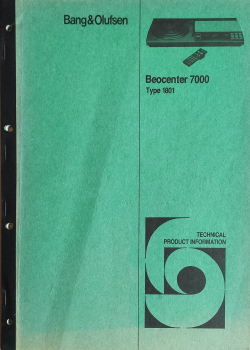 Bang&Olufsen
Beocenter 7000
Type 1801
TECHNICAL
PRODUCT INFORMATION